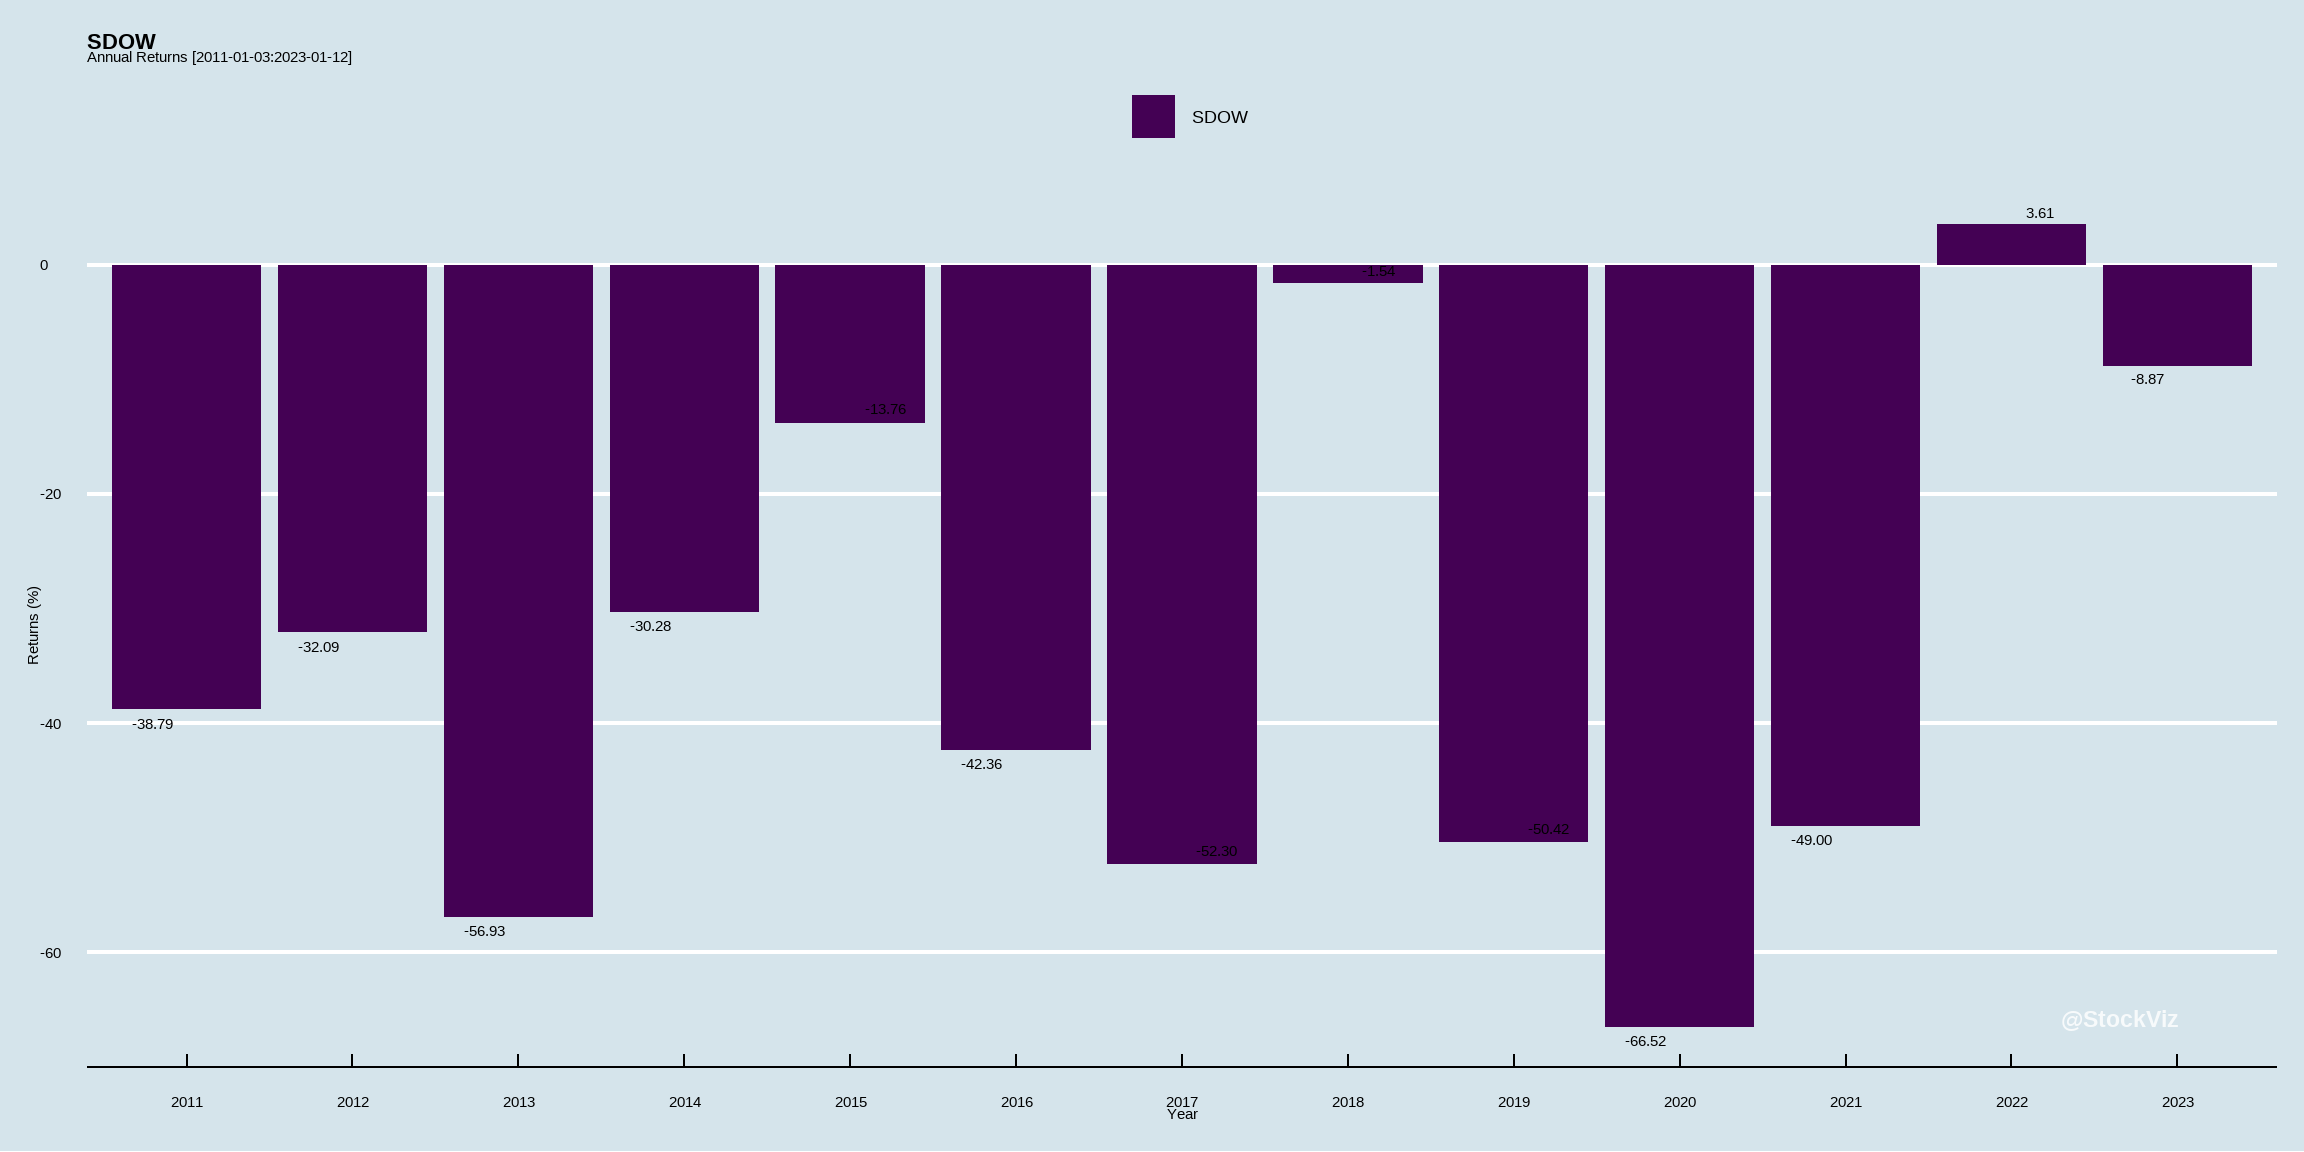 SDOW
Annual Returns [2011-01-03:2023-01-12]
SDOW
3.61
0
-1.54
-8.87
-13.76
-20
Returns (%)
-30.28
-32.09
-38.79
-40
-42.36
-50.42
-49.00
-52.30
-56.93
-60
@StockViz
-66.52
2011 2012 2013 2014 2015 2016 2017 2018 2019 2020 2021 2022 2023
Year